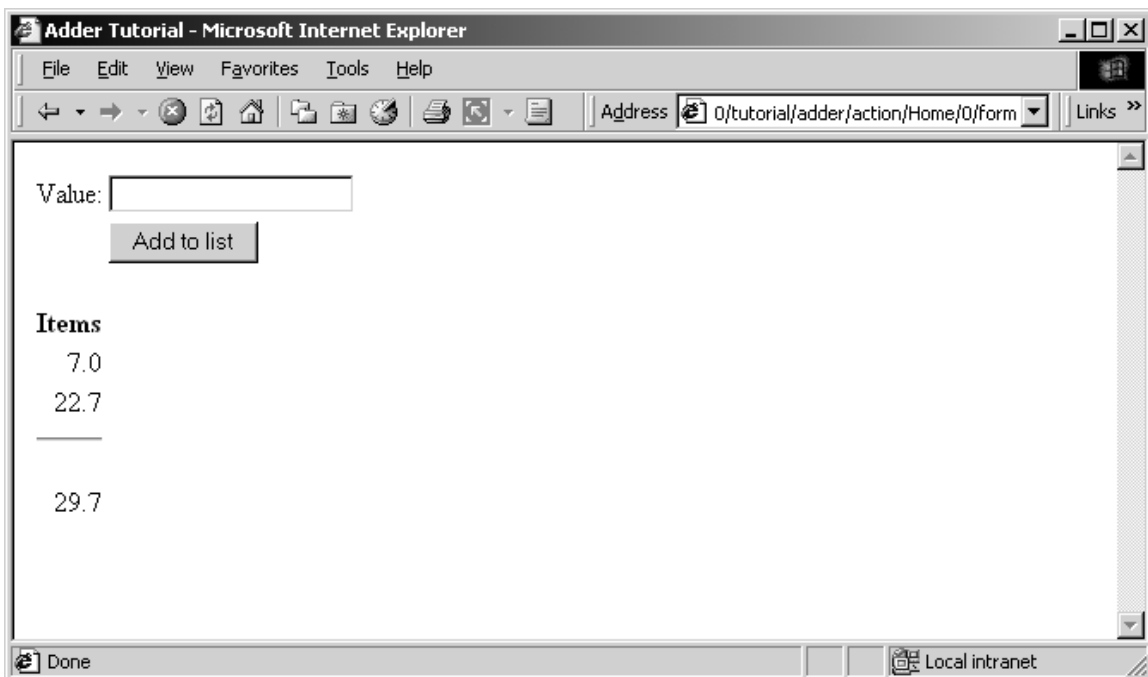 Adder Tutorial - Microsoft Internet Explorer
File Edit View Favorites Tools Help
Address 0/tutorial/adder/action/Home/0/form Links »
Value:
Add to list
Items
7.0
22.7
29.7
Done Local intranet